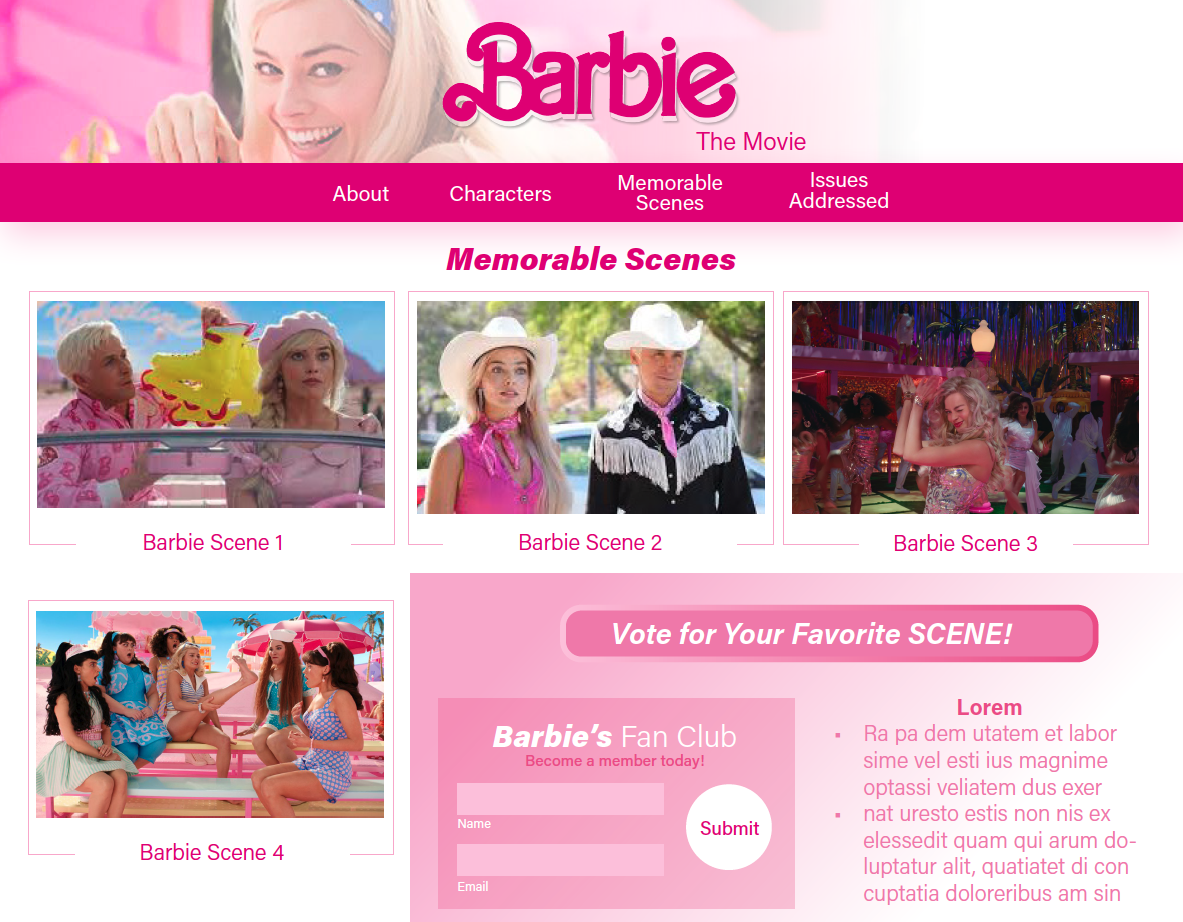 Barbie
The Movie
About
Characters
Memorable
Scenes
Issues
Addressed
Memorable Scenes
Barbie Scene 1
Barbie Scene 2
Barbie Scene 3
Barbie Scene 4
Vote for Your Favorite SCENE!
Barbie’s Fan Club
Become a member today!
Name
Email
Submit
Lorem
▪ Ra pa dem utatem et labor
sime vel esti ius magnime
optassi veliatem dus exer
▪ nat uresto estis non nis ex
elessedit quam qui arum do-
luptatur alit, quatiatet di con
cuptatia doloreribus am sin